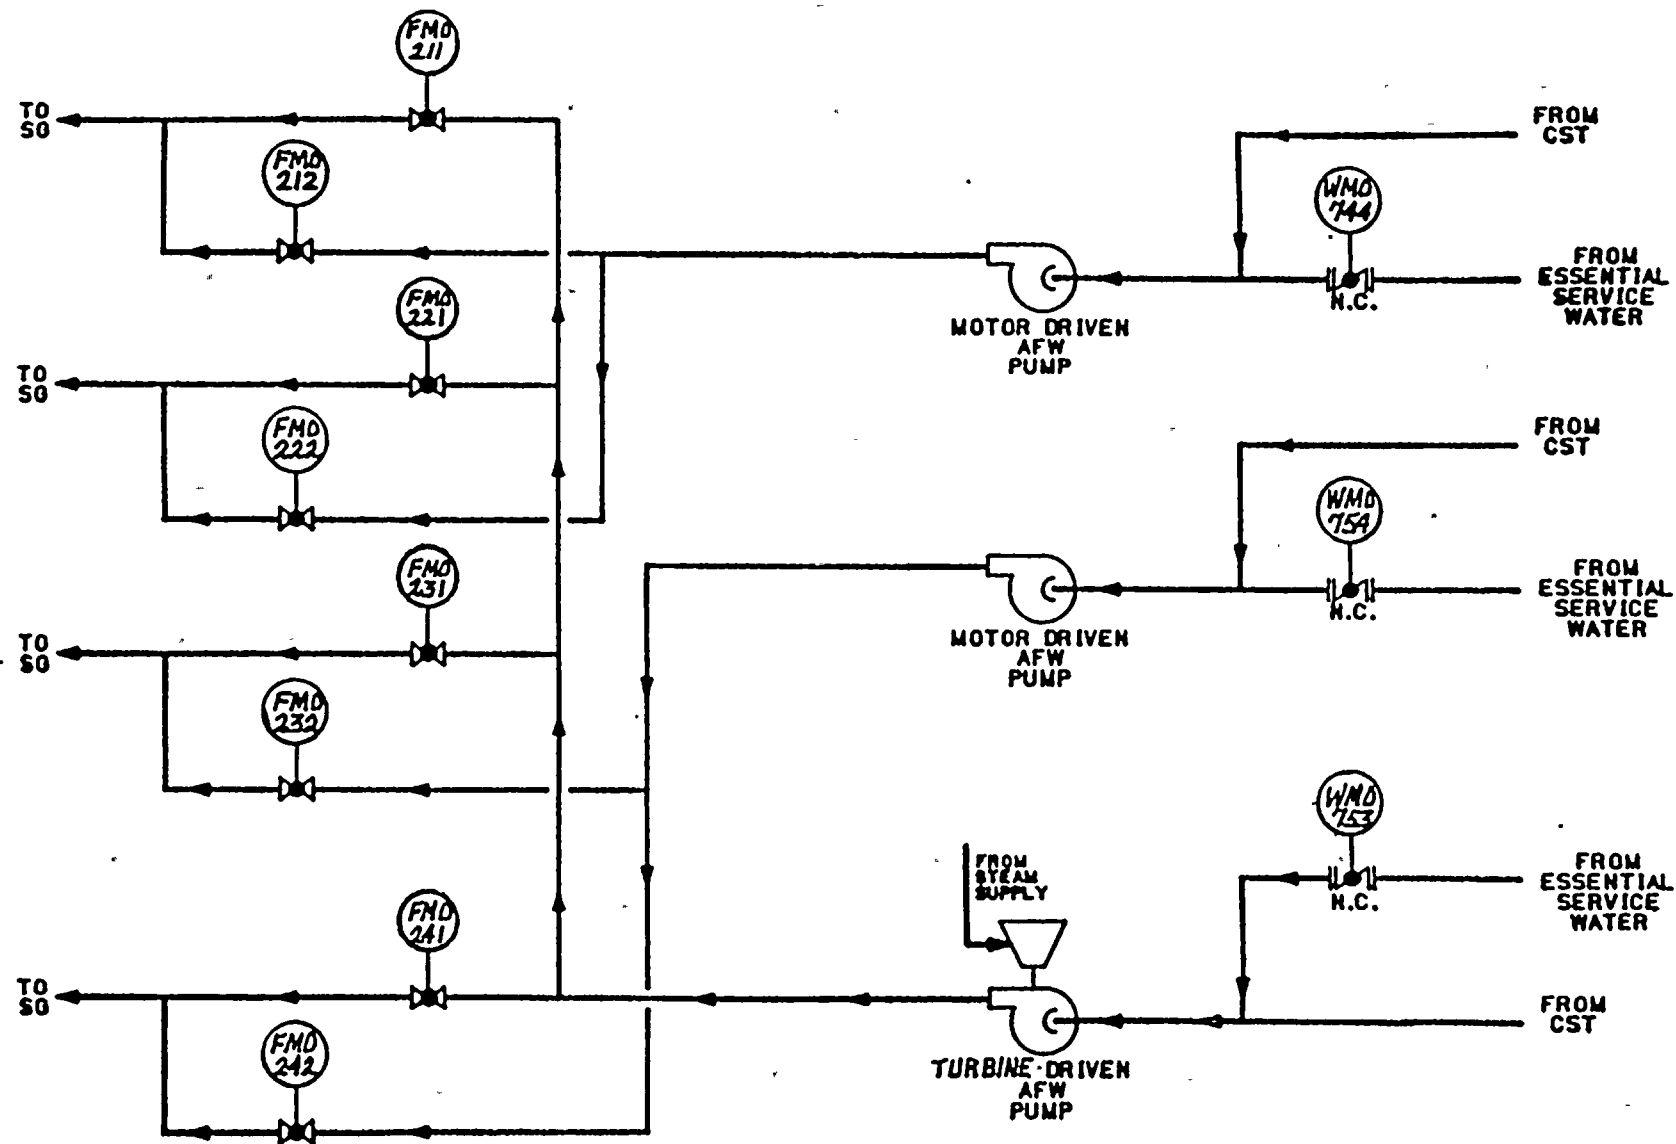 FMO
211
TO
SG
FMO
212
FROM
CST
WMO
744
FROM
ESSENTIAL
SERVICE
WATER
N.C.
MOTOR DRIVEN
AFW
PUMP
FMO
221
TO
SG
FMO
222
FROM
CST
WMO
754
FROM
ESSENTIAL
SERVICE
WATER
N.C.
MOTOR DRIVEN
AFW
PUMP
FMO
231
TO
SG
FMO
232
WMO
753
FROM
ESSENTIAL
SERVICE
WATER
N.C.
FROM
STEAM
SUPPLY
FMO
241
TO
SG
FROM
CST
FMO
242
TURBINE-DRIVEN
AFW
PUMP